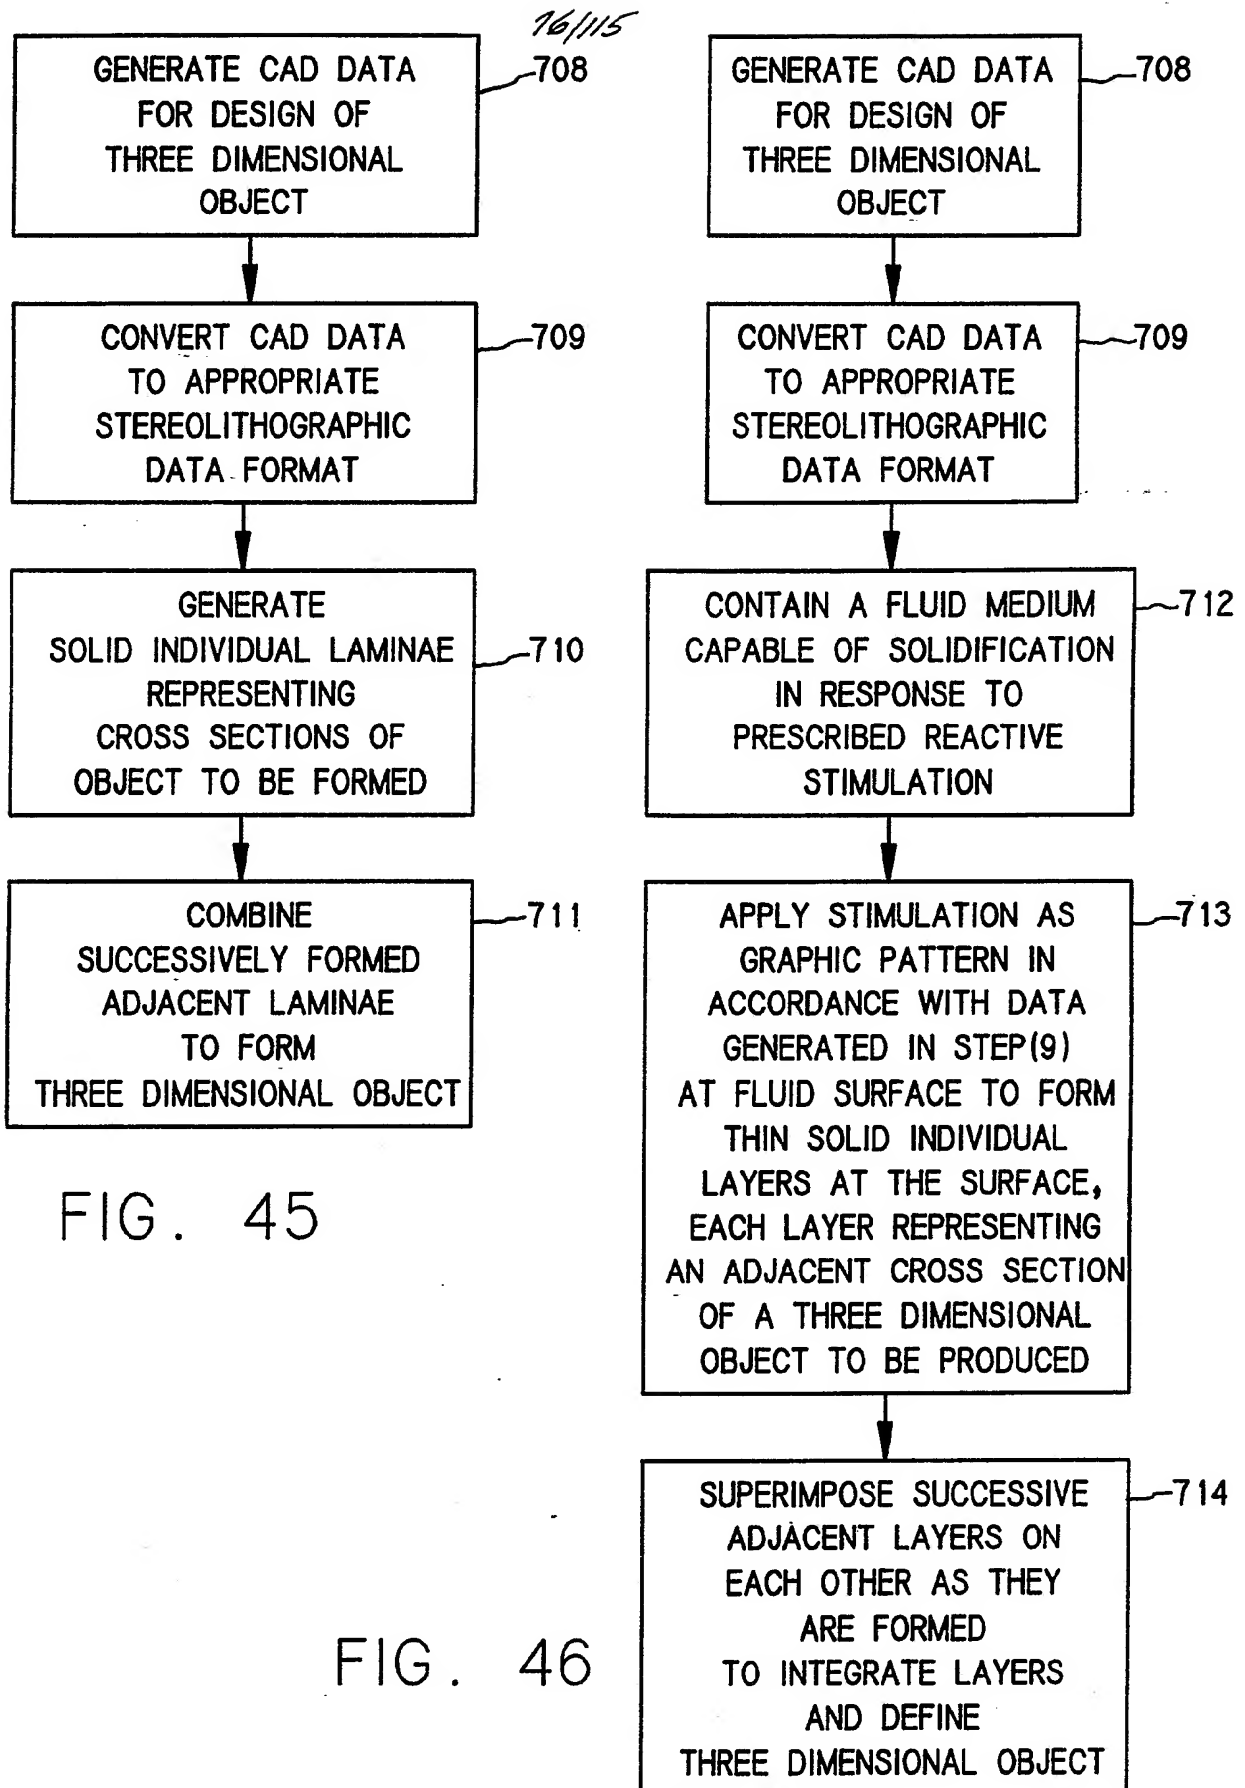 76/115
GENERATE CAD DATA
FOR DESIGN OF
THREE DIMENSIONAL
OBJECT
708
CONVERT CAD DATA
TO APPROPRIATE
STEREOLITHOGRAPHIC
DATA FORMAT
709
GENERATE
SOLID INDIVIDUAL LAMINAE
REPRESENTING
CROSS SECTIONS OF
OBJECT TO BE FORMED
710
COMBINE
SUCCESSIVELY FORMED
ADJACENT LAMINAE
TO FORM
THREE DIMENSIONAL OBJECT
711
FIG. 45
GENERATE CAD DATA
FOR DESIGN OF
THREE DIMENSIONAL
OBJECT
708
CONVERT CAD DATA
TO APPROPRIATE
STEREOLITHOGRAPHIC
DATA FORMAT
709
CONTAIN A FLUID MEDIUM
CAPABLE OF SOLIDIFICATION
IN RESPONSE TO
PRESCRIBED REACTIVE
STIMULATION
712
APPLY STIMULATION AS
GRAPHIC PATTERN IN
ACCORDANCE WITH DATA
GENERATED IN STEP(9)
AT FLUID SURFACE TO FORM
THIN SOLID INDIVIDUAL
LAYERS AT THE SURFACE,
EACH LAYER REPRESENTING
AN ADJACENT CROSS SECTION
OF A THREE DIMENSIONAL
OBJECT TO BE PRODUCED
713
SUPERIMPOSE SUCCESSIVE
ADJACENT LAYERS ON
EACH OTHER AS THEY
ARE FORMED
TO INTEGRATE LAYERS
AND DEFINE
THREE DIMENSIONAL OBJECT
714
FIG. 46